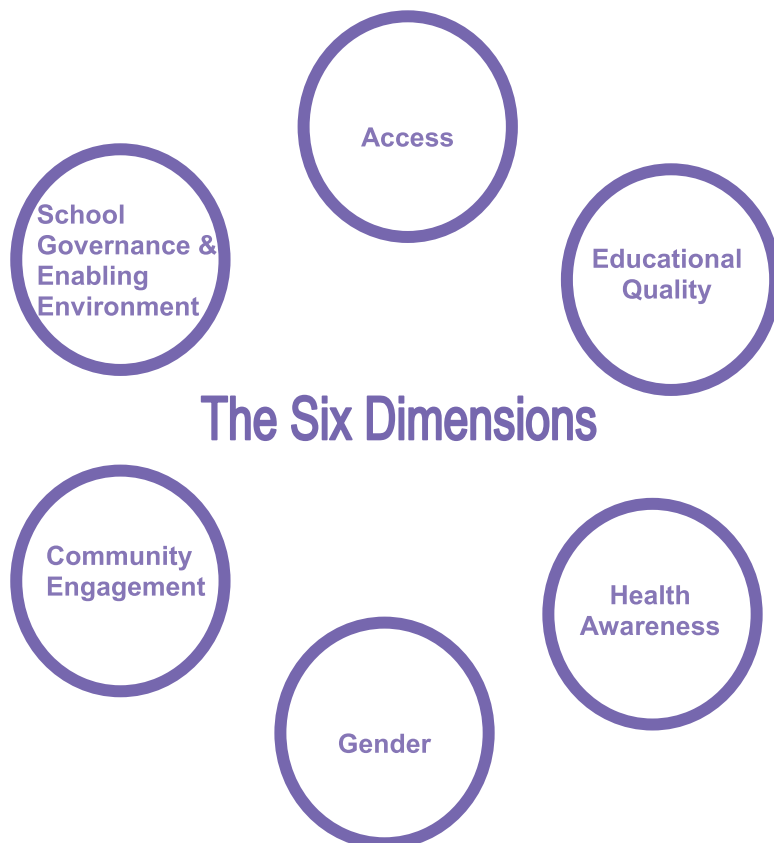 Access
School
Governance &
Enabling
Environment
Educational
Quality
The Six Dimensions
Community
Engagement
Health
Awareness
Gender